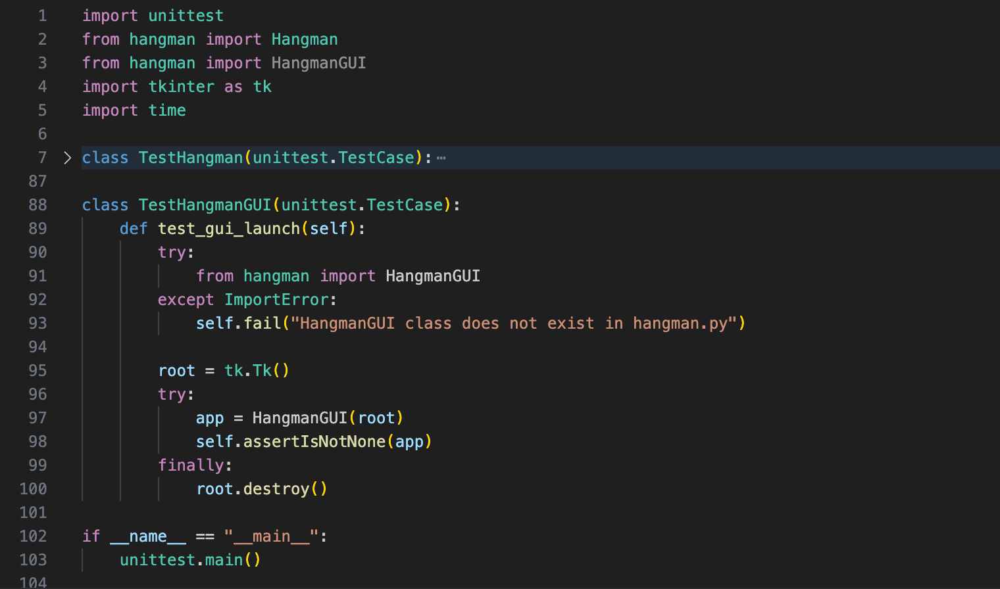 1 import unittest
2 from hangman import Hangman
3 from hangman import HangmanGUI
4 import tkinter as tk
5 import time
6
7 class TestHangman(unittest.TestCase):⋯
87
88 class TestHangmanGUI(unittest.TestCase):
89     def test_gui_launch(self):
90         try:
91             from hangman import HangmanGUI
92         except ImportError:
93             self.fail("HangmanGUI class does not exist in hangman.py")
94
95         root = tk.Tk()
96         try:
97             app = HangmanGUI(root)
98             self.assertIsNotNone(app)
99         finally:
100             root.destroy()
101
102 if __name__ == "__main__":
103     unittest.main()
104